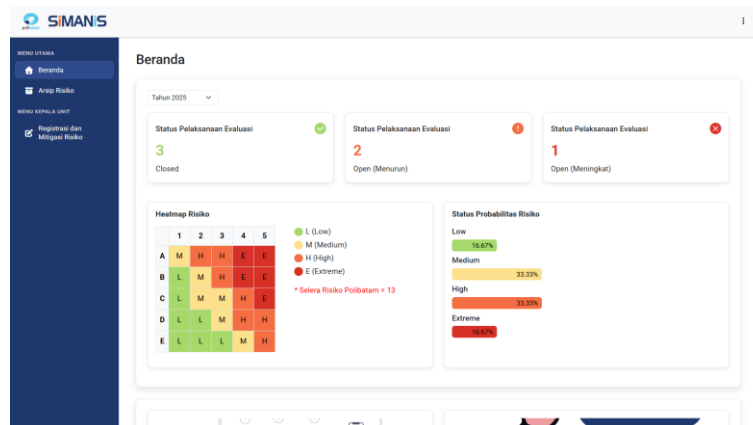 SIMANIS
MENU UTAMA
Beranda
Arsip Risiko
MENU KEPALA UNIT
Registrasi dan
Mitigasi Risiko
Beranda
Tahun 2025
Status Pelaksanaan Evaluasi
3
Closed
Status Pelaksanaan Evaluasi
2
Open (Menurun)
Status Pelaksanaan Evaluasi
1
Open (Meningkat)
Heatmap Risiko
1 2 3 4 5
A M H H E E
B L M H E E
C L M M H E
D L L M H H
E L L L M H
L (Low)
M (Medium)
H (High)
E (Extreme)
* Selera Risiko Polibatam = 13
Status Probabilitas Risiko
Low
16.67%
Medium
33.33%
High
33.33%
Extreme
16.67%